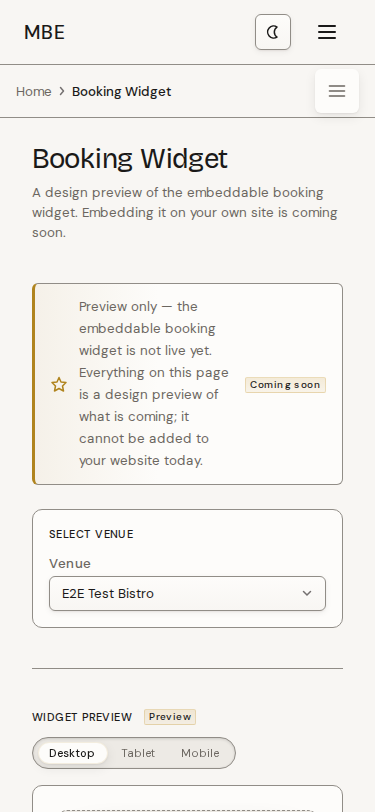 MBE
Home > Booking Widget
Booking Widget
A design preview of the embeddable booking
widget. Embedding it on your own site is coming
soon.
Preview only — the
embeddable booking
widget is not live yet.
Everything on this page
is a design preview of
what is coming; it
cannot be added to
your website today.
Coming soon
SELECT VENUE
Venue
E2E Test Bistro
WIDGET PREVIEW Preview
Desktop Tablet Mobile